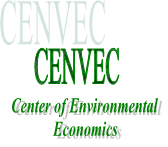 CENVEC
CENVEC
Center of Environmental
Economics